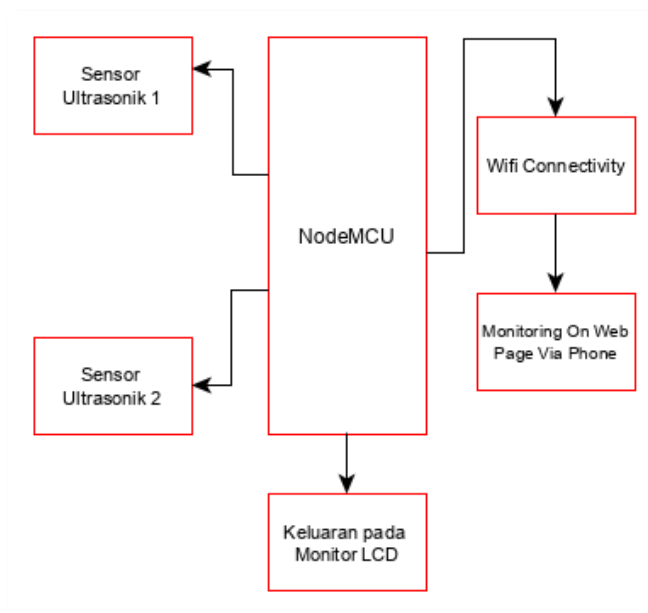 Sensor
Ultrasonik 1
NodeMCU
Wifi Connectivity
Monitoring On Web
Page Via Phone
Sensor
Ultrasonik 2
Keluaran pada
Monitor LCD